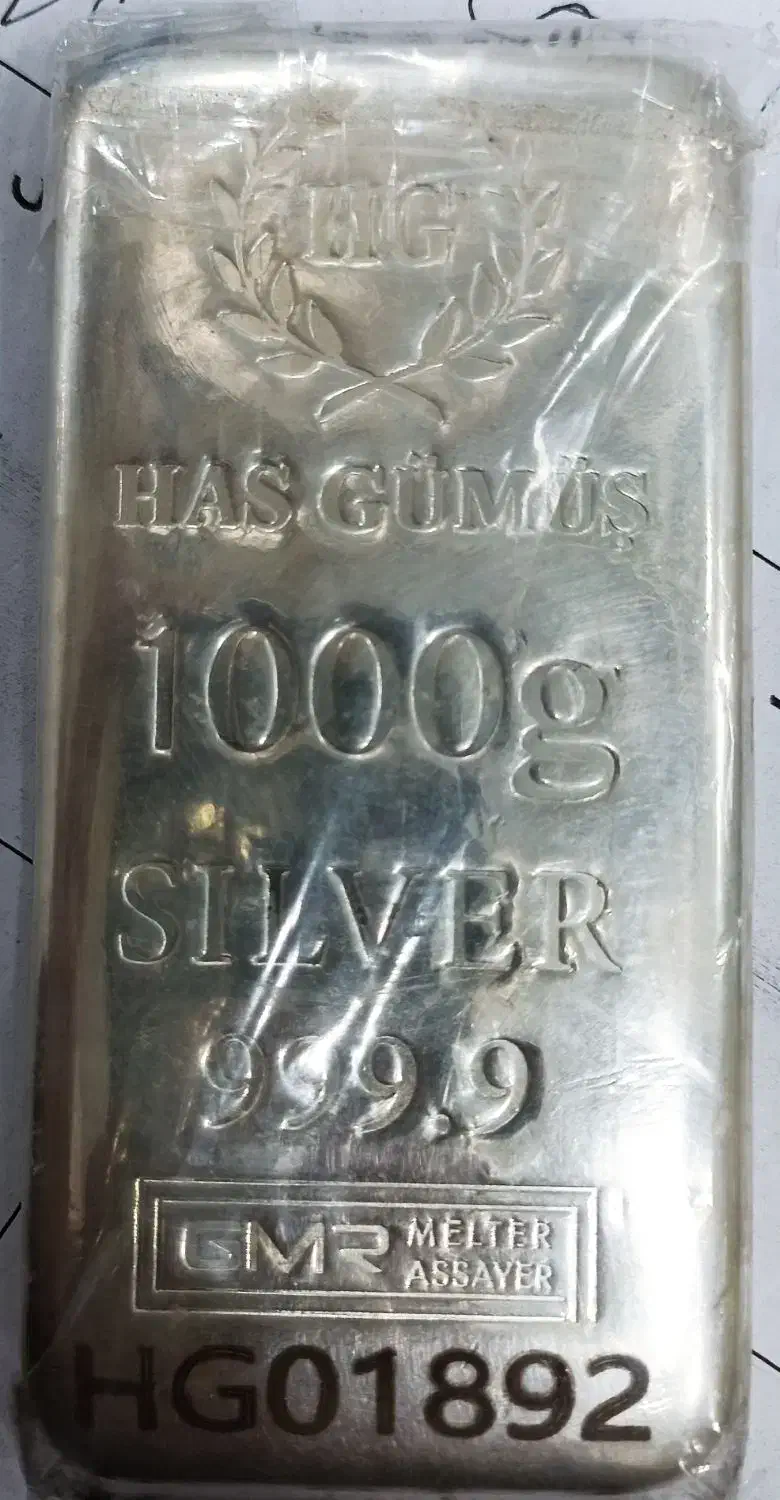 HG
HAS GÜMÜŞ
1000g
SILVER
999.9
GMR MELTER
ASSAYER
HG01892